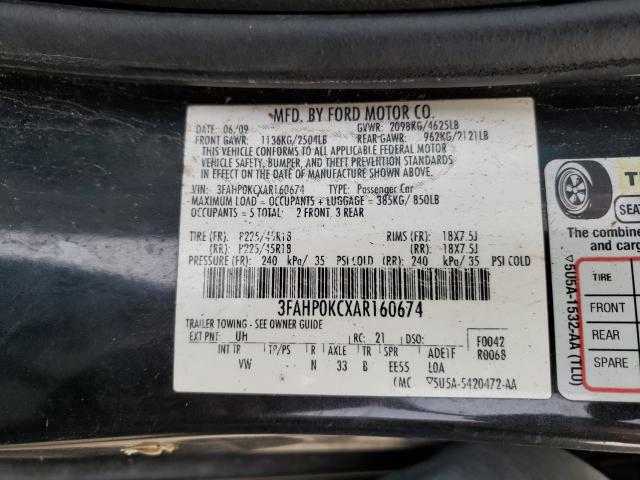 MFD. BY FORD MOTOR CO.
DATE: 06/09 GVWR: 2098KG/4625LB
FRONT GAWR: 1136KG/2504LB REAR GAWR: 962KG/2121LB
THIS VEHICLE CONFORMS TO ALL APPLICABLE FEDERAL MOTOR
VEHICLE SAFETY, BUMPER, AND THEFT PREVENTION STANDARDS
IN EFFECT ON THE DATE OF MANUFACTURE SHOWN ABOVE.
VIN: 3FAHP0KCXAR160674 TYPE: Passenger Car
MAXIMUM LOAD = OCCUPANTS + LUGGAGE = 385KG/ 850LB
OCCUPANTS = 5 TOTAL: 2 FRONT, 3 REAR
TIRE (FR): P225/45R18 RIMS (FR): 18X7.5J
(RR): P225/45R18 (RR): 18X7.5J
PRESSURE (FR): 240 kPa/ 35 PSI COLD (RR): 240 kPa/ 35 PSI COLD
3FAHP0KCXAR160674
TRAILER TOWING - SEE OWNER GUIDE
EXT PNT: UH RC: 21 DSO: F0042
R0068
INT TR TP/PS R AXLE TR SPR ADE1F
VW N 33 B EE55 LOA
CMC ▽5U5A-5420472-AA
SEAT
The combine
and carg
TIRE
FRONT
REAR
SPARE
▽5U5A-1532-AA (TLU)